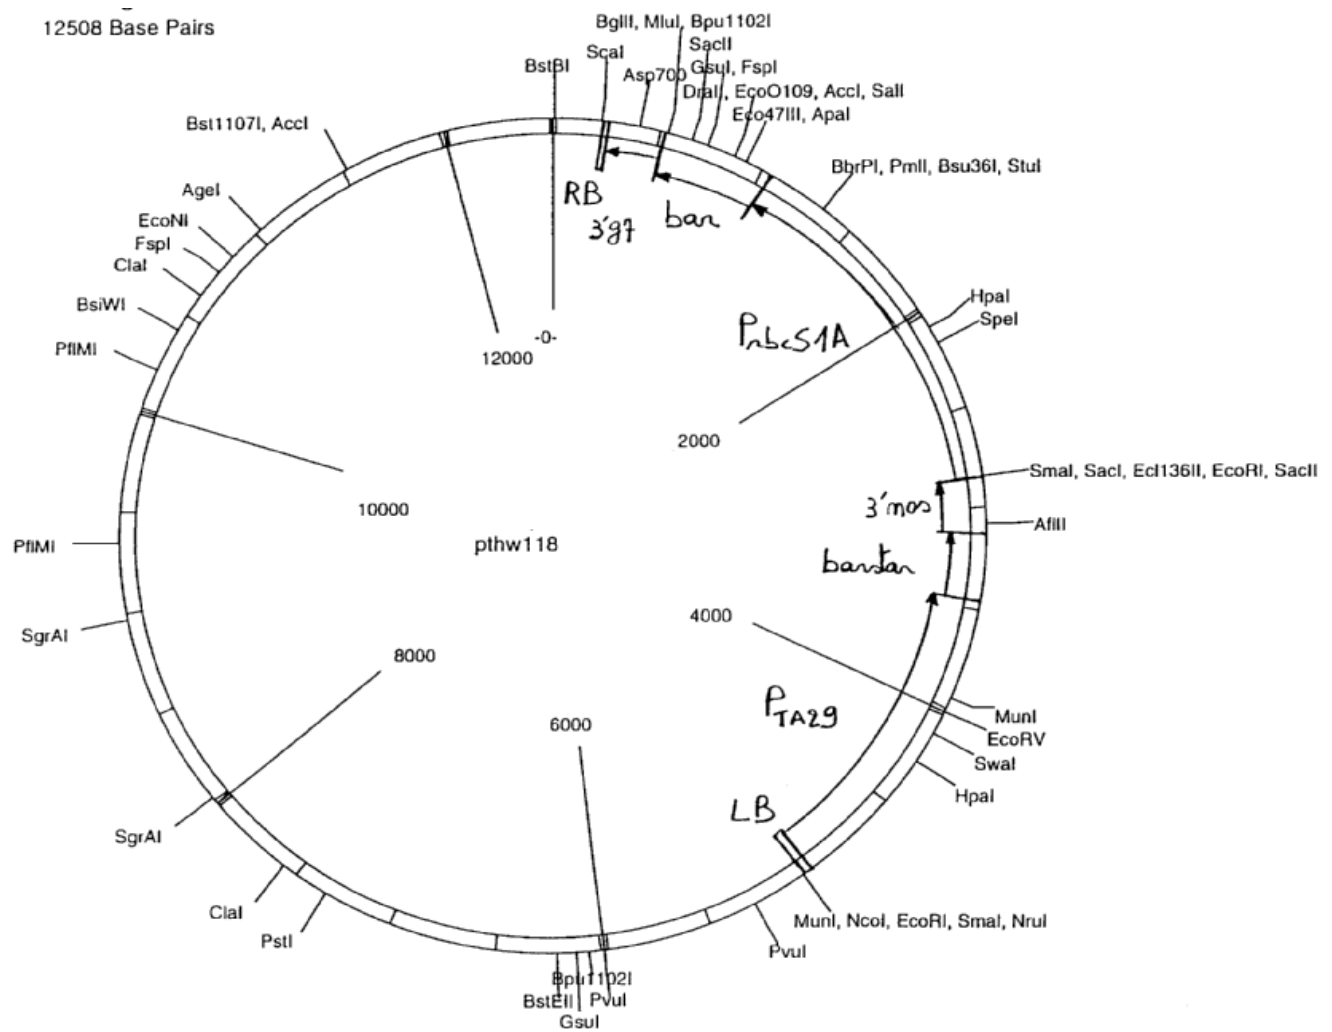 12508 Base Pairs
BglII, MluI, Bpu1102I
SacII
ScaI
GsuI, FspI
BstBI
Asp700
DraII, EcoO109, AccI, SalI
Eco47III, ApaI
Bst1107I, AccI
BbrPI, PmlI, Bsu36I, StuI
AgeI
RB
EcoNI
3'g7
bar
FspI
ClaI
BsiWI
HpaI
SpeI
PrbcS1A
PflMI
-0-
12000
2000
SmaI, SacI, Ecl136II, EcoRI, SacII
3'nos
10000
AflII
PflMI
pthw118
barstar
4000
SgrAI
8000
PTA29
MunI
6000
EcoRV
SwaI
HpaI
LB
SgrAI
ClaI
MunI, NcoI, EcoRI, SmaI, NruI
PstI
PvuI
Bpu1102I
BstEII
PvuI
GsuI